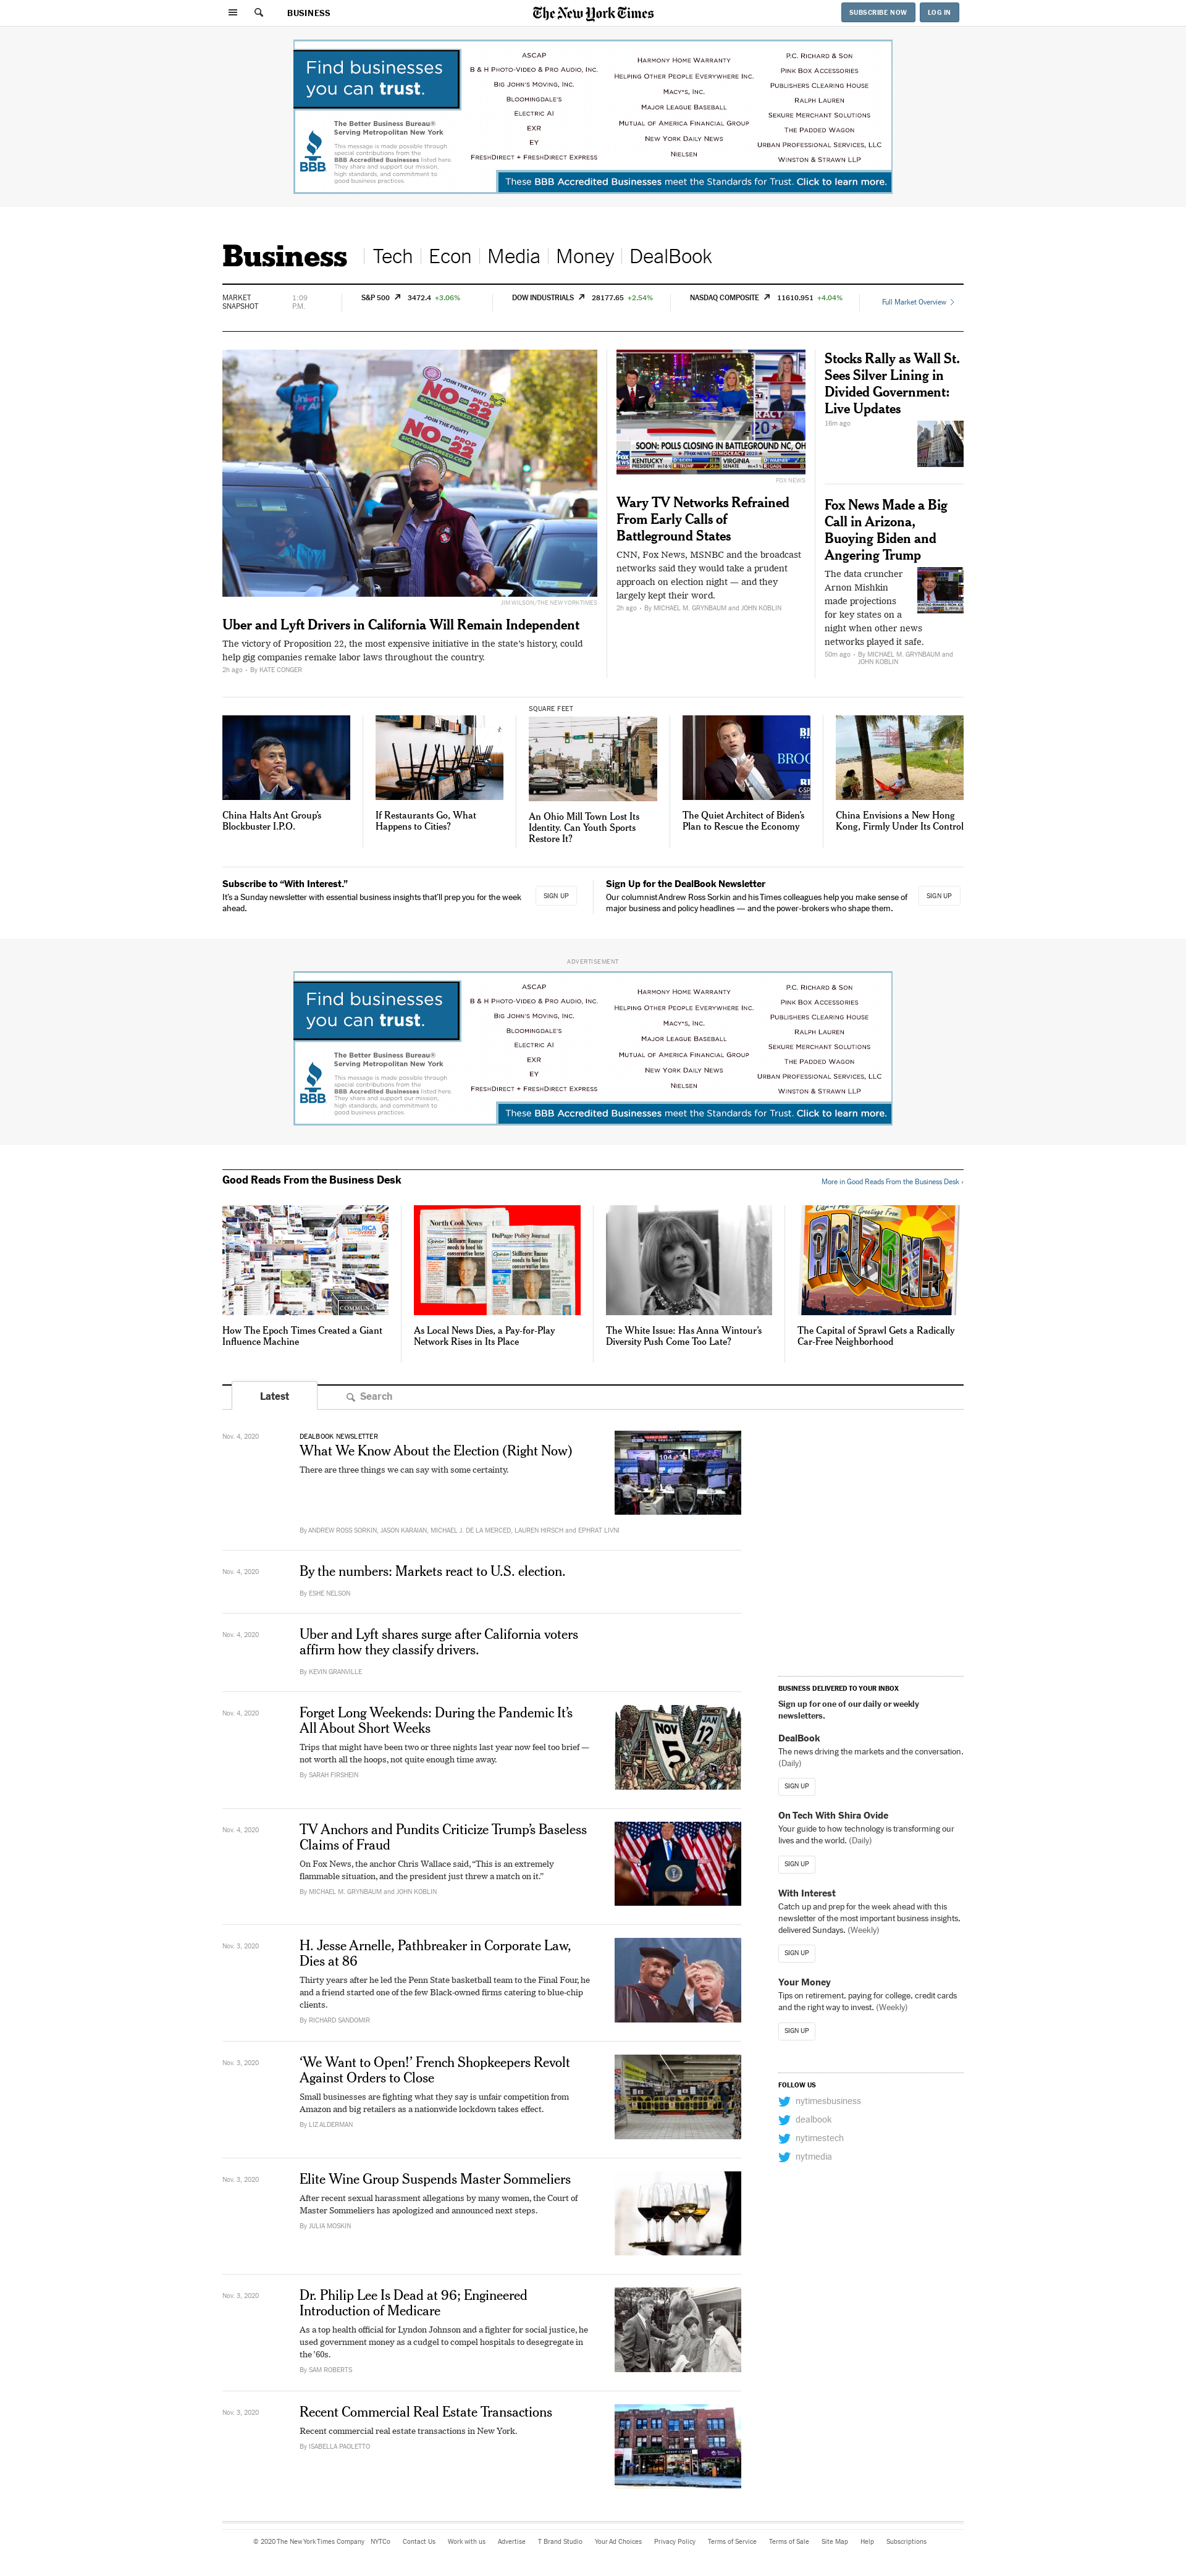 BUSINESS
The New York Times
SUBSCRIBE NOW
LOG IN
Find businesses
you can trust.
The Better Business Bureau®
Serving Metropolitan New York
This message is made possible through
special contributions from the
BBB Accredited Businesses listed here.
They share and support our mission,
high standards, and commitment to
good business practices.
BBB
ASCAP
B & H Photo-Video & Pro Audio, Inc.
Big John's Moving, Inc.
Bloomingdale's
Electric AI
EXR
EY
FreshDirect + FreshDirect Express
Harmony Home Warranty
Helping Other People Everywhere Inc.
Macy's, Inc.
Major League Baseball
Mutual of America Financial Group
New York Daily News
Nielsen
P.C. Richard & Son
Pink Box Accessories
Publishers Clearing House
Ralph Lauren
Sekure Merchant Solutions
The Padded Wagon
Urban Professional Services, LLC
Winston & Strawn LLP
These BBB Accredited Businesses meet the Standards for Trust. Click to learn more.
Business
Tech
Econ
Media
Money
DealBook
MARKET
SNAPSHOT
1:09
P.M.
S&P 500 3472.4 +3.06%
DOW INDUSTRIALS 28177.65 +2.54%
NASDAQ COMPOSITE 11610.951 +4.04%
Full Market Overview
JOIN THE FIGHT!
NO ON PROP 22
SICKOFGIGGREED.COM
JIM WILSON/THE NEW YORK TIMES
Uber and Lyft Drivers in California Will Remain Independent
The victory of Proposition 22, the most expensive initiative in the state's history, could
help gig companies remake labor laws throughout the country.
2h ago • By KATE CONGER
SOON: POLLS CLOSING IN BATTLEGROUND NC, OH
KENTUCKY
PRESIDENT
VIRGINIA
SENATE
FOX NEWS
Wary TV Networks Refrained
From Early Calls of
Battleground States
CNN, Fox News, MSNBC and the broadcast
networks said they would take a prudent
approach on election night — and they
largely kept their word.
2h ago • By MICHAEL M. GRYNBAUM and JOHN KOBLIN
Stocks Rally as Wall St.
Sees Silver Lining in
Divided Government:
Live Updates
16m ago
Fox News Made a Big
Call in Arizona,
Buoying Biden and
Angering Trump
The data cruncher
Arnon Mishkin
made projections
for key states on a
night when other news
networks played it safe.
50m ago • By MICHAEL M. GRYNBAUM and
JOHN KOBLIN
China Halts Ant Group's
Blockbuster I.P.O.
If Restaurants Go, What
Happens to Cities?
SQUARE FEET
An Ohio Mill Town Lost Its
Identity. Can Youth Sports
Restore It?
The Quiet Architect of Biden's
Plan to Rescue the Economy
China Envisions a New Hong
Kong, Firmly Under Its Control
Subscribe to “With Interest.”
It's a Sunday newsletter with essential business insights that'll prep you for the week
ahead.
SIGN UP
Sign Up for the DealBook Newsletter
Our columnist Andrew Ross Sorkin and his Times colleagues help you make sense of
major business and policy headlines — and the power-brokers who shape them.
SIGN UP
ADVERTISEMENT
Find businesses
you can trust.
The Better Business Bureau®
Serving Metropolitan New York
This message is made possible through
special contributions from the
BBB Accredited Businesses listed here.
They share and support our mission,
high standards, and commitment to
good business practices.
BBB
ASCAP
B & H Photo-Video & Pro Audio, Inc.
Big John's Moving, Inc.
Bloomingdale's
Electric AI
EXR
EY
FreshDirect + FreshDirect Express
Harmony Home Warranty
Helping Other People Everywhere Inc.
Macy's, Inc.
Major League Baseball
Mutual of America Financial Group
New York Daily News
Nielsen
P.C. Richard & Son
Pink Box Accessories
Publishers Clearing House
Ralph Lauren
Sekure Merchant Solutions
The Padded Wagon
Urban Professional Services, LLC
Winston & Strawn LLP
These BBB Accredited Businesses meet the Standards for Trust. Click to learn more.
Good Reads From the Business Desk
More in Good Reads From the Business Desk ›
How The Epoch Times Created a Giant
Influence Machine
North Cook News
DuPage Policy Journal
As Local News Dies, a Pay-for-Play
Network Rises in Its Place
The White Issue: Has Anna Wintour's
Diversity Push Come Too Late?
Car-Free Greetings From
ARIZONA
The Capital of Sprawl Gets a Radically
Car-Free Neighborhood
Latest
Search
Nov. 4, 2020
DEALBOOK NEWSLETTER
What We Know About the Election (Right Now)
There are three things we can say with some certainty.
By ANDREW ROSS SORKIN, JASON KARAIAN, MICHAEL J. DE LA MERCED, LAUREN HIRSCH and EPHRAT LIVNI
Nov. 4, 2020
By the numbers: Markets react to U.S. election.
By ESHE NELSON
Nov. 4, 2020
Uber and Lyft shares surge after California voters
affirm how they classify drivers.
By KEVIN GRANVILLE
Nov. 4, 2020
Forget Long Weekends: During the Pandemic It's
All About Short Weeks
Trips that might have been two or three nights last year now feel too brief —
not worth all the hoops, not quite enough time away.
By SARAH FIRSHEIN
NOV 5
JAN 12
Nov. 4, 2020
TV Anchors and Pundits Criticize Trump's Baseless
Claims of Fraud
On Fox News, the anchor Chris Wallace said, “This is an extremely
flammable situation, and the president just threw a match on it.”
By MICHAEL M. GRYNBAUM and JOHN KOBLIN
Nov. 3, 2020
H. Jesse Arnelle, Pathbreaker in Corporate Law,
Dies at 86
Thirty years after he led the Penn State basketball team to the Final Four, he
and a friend started one of the few Black-owned firms catering to blue-chip
clients.
By RICHARD SANDOMIR
Nov. 3, 2020
‘We Want to Open!’ French Shopkeepers Revolt
Against Orders to Close
Small businesses are fighting what they say is unfair competition from
Amazon and big retailers as a nationwide lockdown takes effect.
By LIZ ALDERMAN
Nov. 3, 2020
Elite Wine Group Suspends Master Sommeliers
After recent sexual harassment allegations by many women, the Court of
Master Sommeliers has apologized and announced next steps.
By JULIA MOSKIN
Nov. 3, 2020
Dr. Philip Lee Is Dead at 96; Engineered
Introduction of Medicare
As a top health official for Lyndon Johnson and a fighter for social justice, he
used government money as a cudgel to compel hospitals to desegregate in
the '60s.
By SAM ROBERTS
Nov. 3, 2020
Recent Commercial Real Estate Transactions
Recent commercial real estate transactions in New York.
By ISABELLA PAOLETTO
BUSINESS DELIVERED TO YOUR INBOX
Sign up for one of our daily or weekly
newsletters.
DealBook
The news driving the markets and the conversation.
(Daily)
SIGN UP
On Tech With Shira Ovide
Your guide to how technology is transforming our
lives and the world. (Daily)
SIGN UP
With Interest
Catch up and prep for the week ahead with this
newsletter of the most important business insights,
delivered Sundays. (Weekly)
SIGN UP
Your Money
Tips on retirement, paying for college, credit cards
and the right way to invest. (Weekly)
SIGN UP
FOLLOW US
nytimesbusiness
dealbook
nytimestech
nytmedia
© 2020 The New York Times Company NYTCo Contact Us Work with us Advertise T Brand Studio Your Ad Choices Privacy Policy Terms of Service Terms of Sale Site Map Help Subscriptions